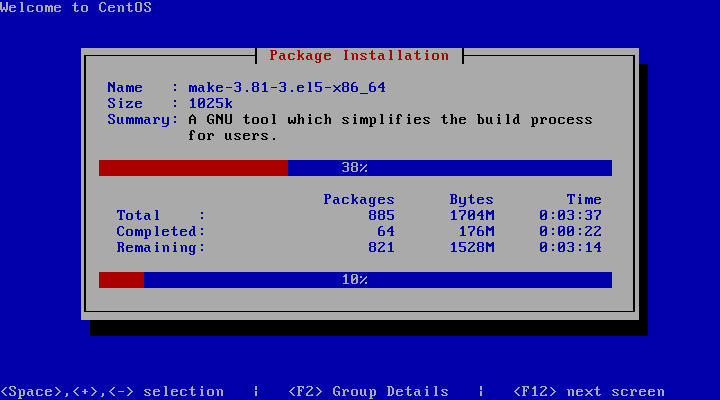 Welcome to CentOS
Package Installation
Name : make-3.81-3.el5-x86_64
Size : 1025k
Summary: A GNU tool which simplifies the build process
for users.
38%
Packages Bytes Time
Total : 885 1704M 0:03:37
Completed: 64 176M 0:00:22
Remaining: 821 1528M 0:03:14
10%
<Space>,<+>,<-> selection | <F2> Group Details | <F12> next screen